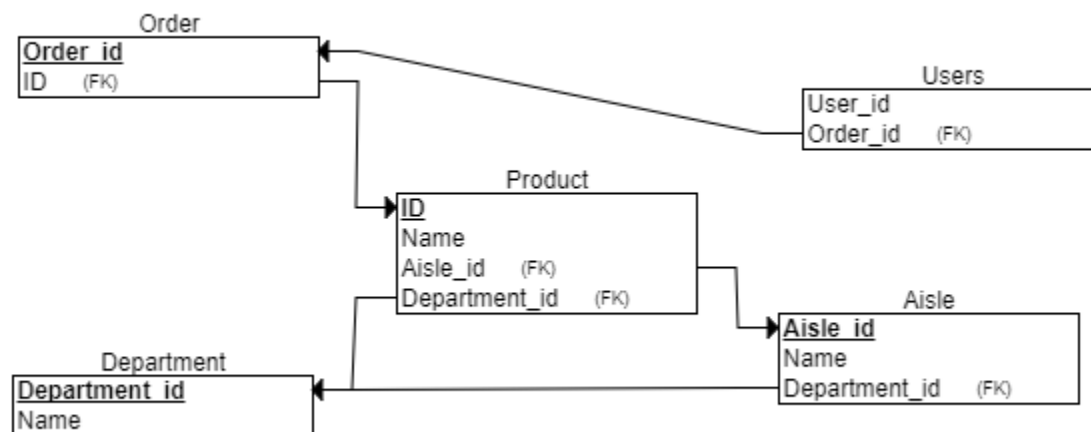 Order
Order_id
ID (FK)
Users
User_id
Order_id (FK)
Product
ID
Name
Aisle_id (FK)
Department_id (FK)
Aisle
Aisle_id
Name
Department_id (FK)
Department
Department_id
Name